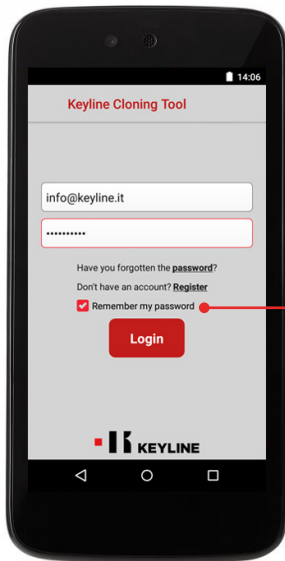 14:06
Keyline Cloning Tool
info@keyline.it
••••••••••
Have you forgotten the password?
Don't have an account? Register
Remember my password
Login
KEYLINE